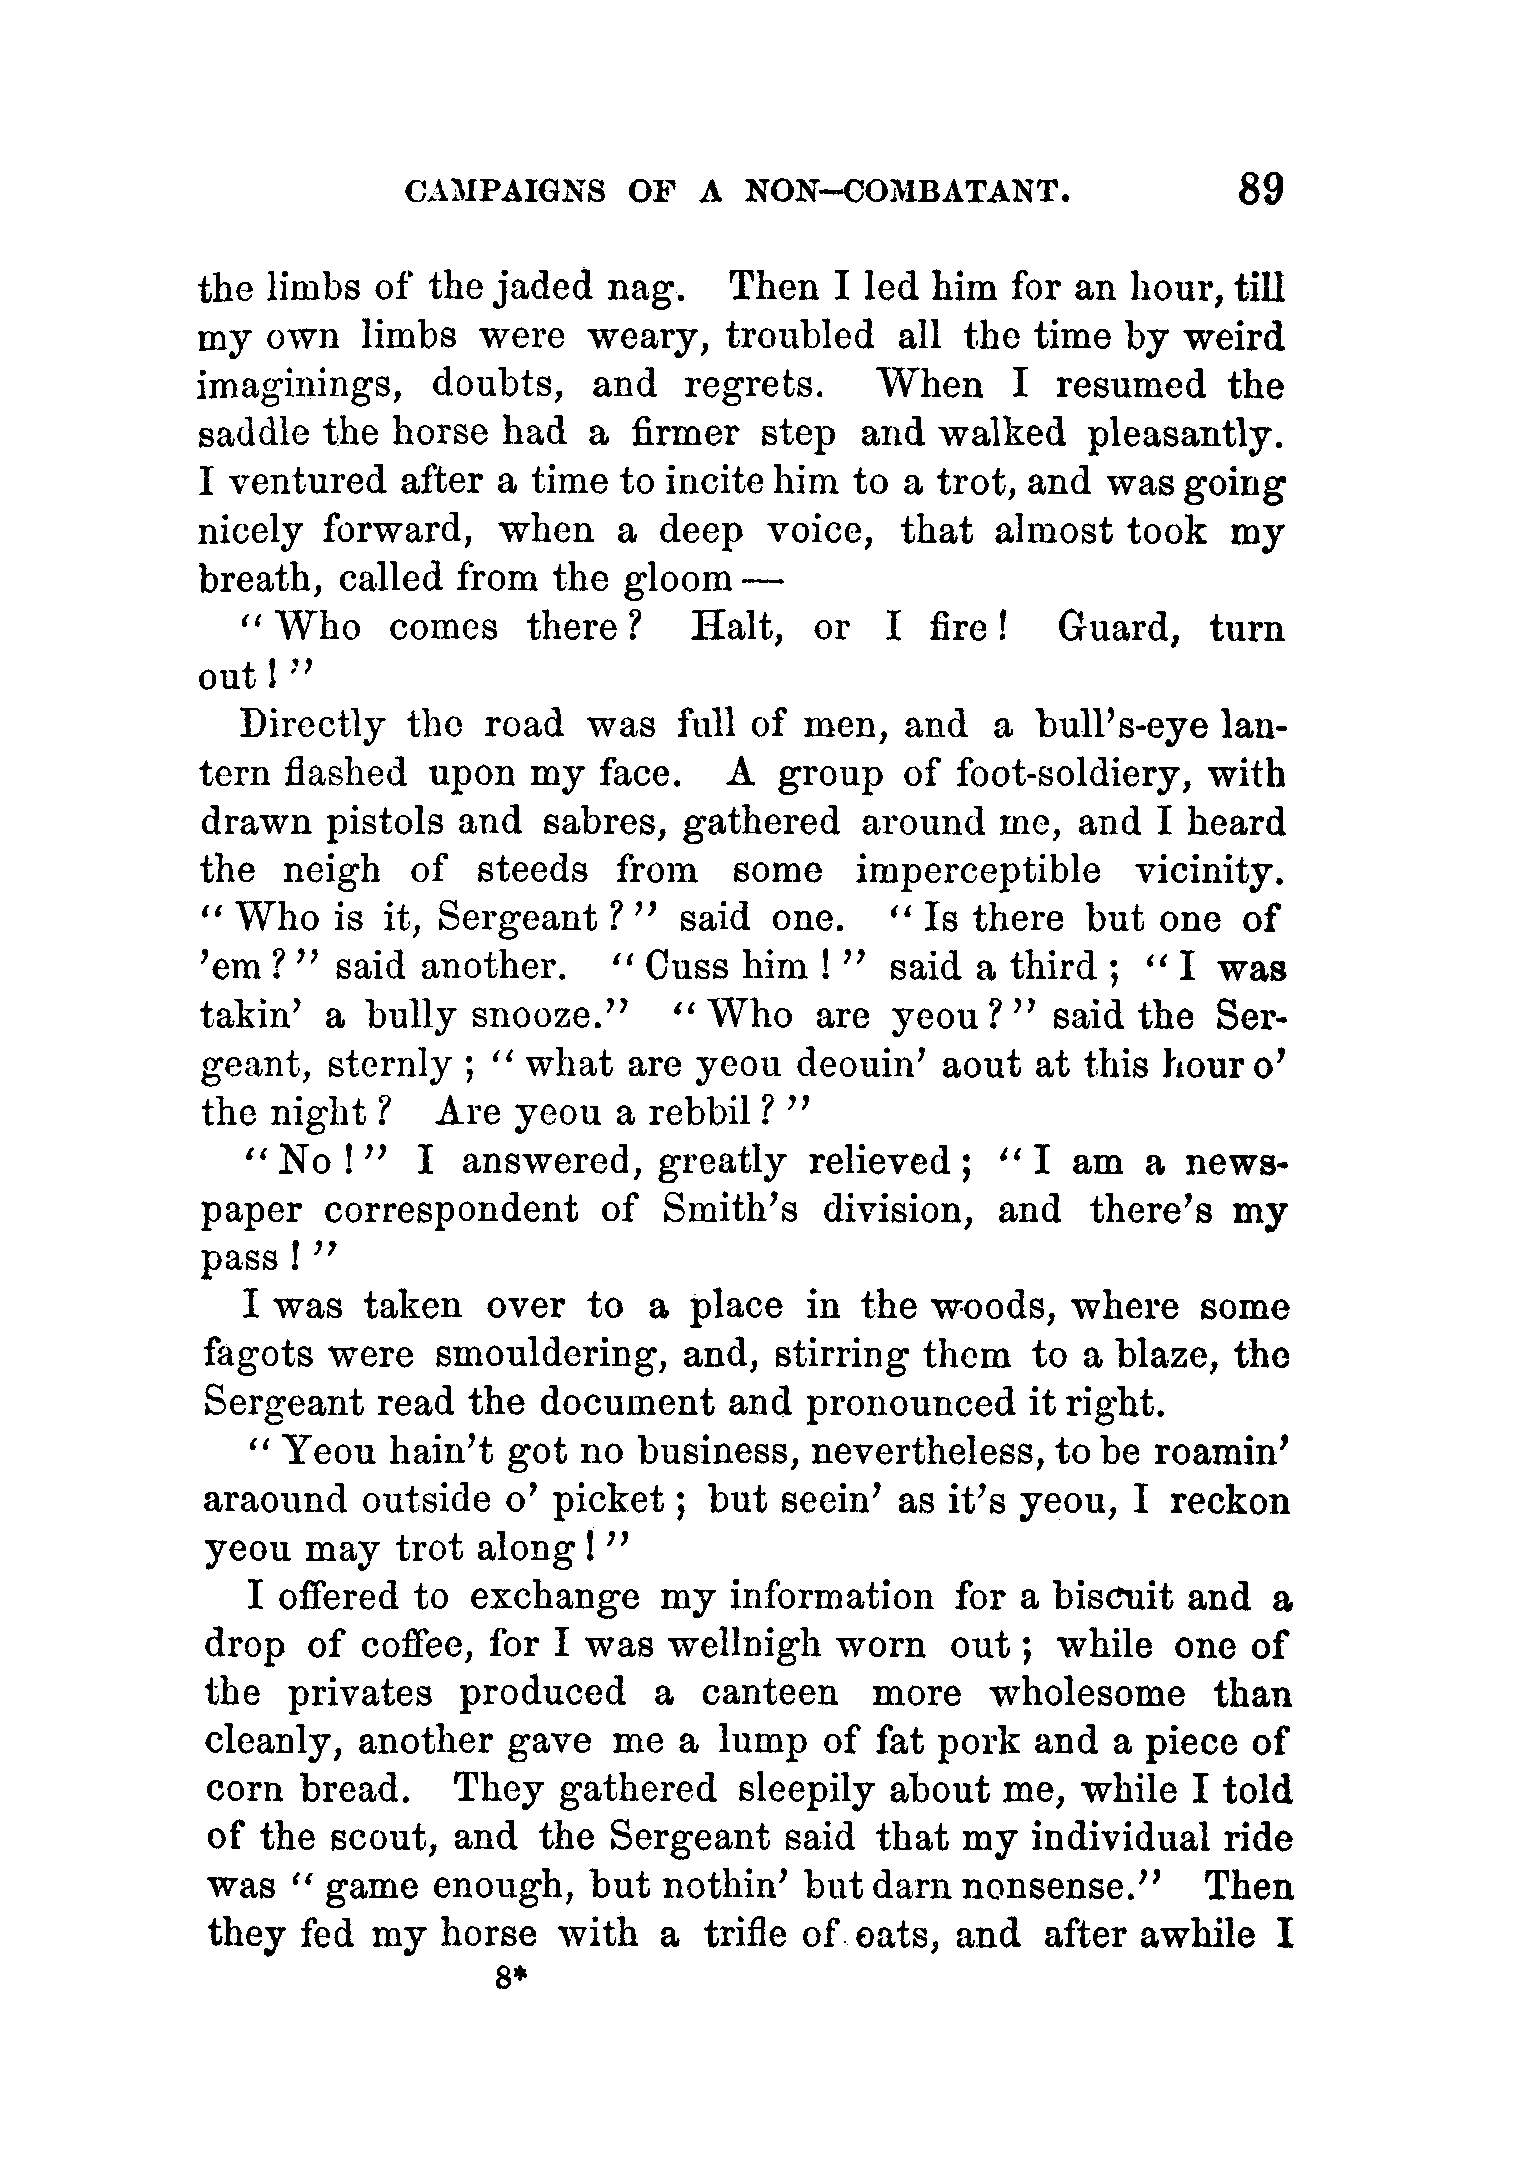 CAMPAIGNS OF A NON-COMBATANT. 89
the limbs of the jaded nag. Then I led him for an hour, till
my own limbs were weary, troubled all the time by weird
imaginings, doubts, and regrets. When I resumed the
saddle the horse had a firmer step and walked pleasantly.
I ventured after a time to incite him to a trot, and was going
nicely forward, when a deep voice, that almost took my
breath, called from the gloom —
"Who comes there? Halt, or I fire! Guard, turn
out!"
Directly the road was full of men, and a bull's-eye lan-
tern flashed upon my face. A group of foot-soldiery, with
drawn pistols and sabres, gathered around me, and I heard
the neigh of steeds from some imperceptible vicinity.
"Who is it, Sergeant?" said one. "Is there but one of
'em?" said another. "Cuss him!" said a third; "I was
takin' a bully snooze." "Who are yeou?" said the Ser-
geant, sternly; "what are yeou deouin' aout at this hour o'
the night? Are yeou a rebbil?"
"No!" I answered, greatly relieved; "I am a news-
paper correspondent of Smith's division, and there's my
pass!"
I was taken over to a place in the woods, where some
fagots were smouldering, and, stirring them to a blaze, the
Sergeant read the document and pronounced it right.
"Yeou hain't got no business, nevertheless, to be roamin'
araound outside o' picket; but seein' as it's yeou, I reckon
yeou may trot along!"
I offered to exchange my information for a biscuit and a
drop of coffee, for I was wellnigh worn out; while one of
the privates produced a canteen more wholesome than
cleanly, another gave me a lump of fat pork and a piece of
corn bread. They gathered sleepily about me, while I told
of the scout, and the Sergeant said that my individual ride
was "game enough, but nothin' but darn nonsense." Then
they fed my horse with a trifle of oats, and after awhile I
8*